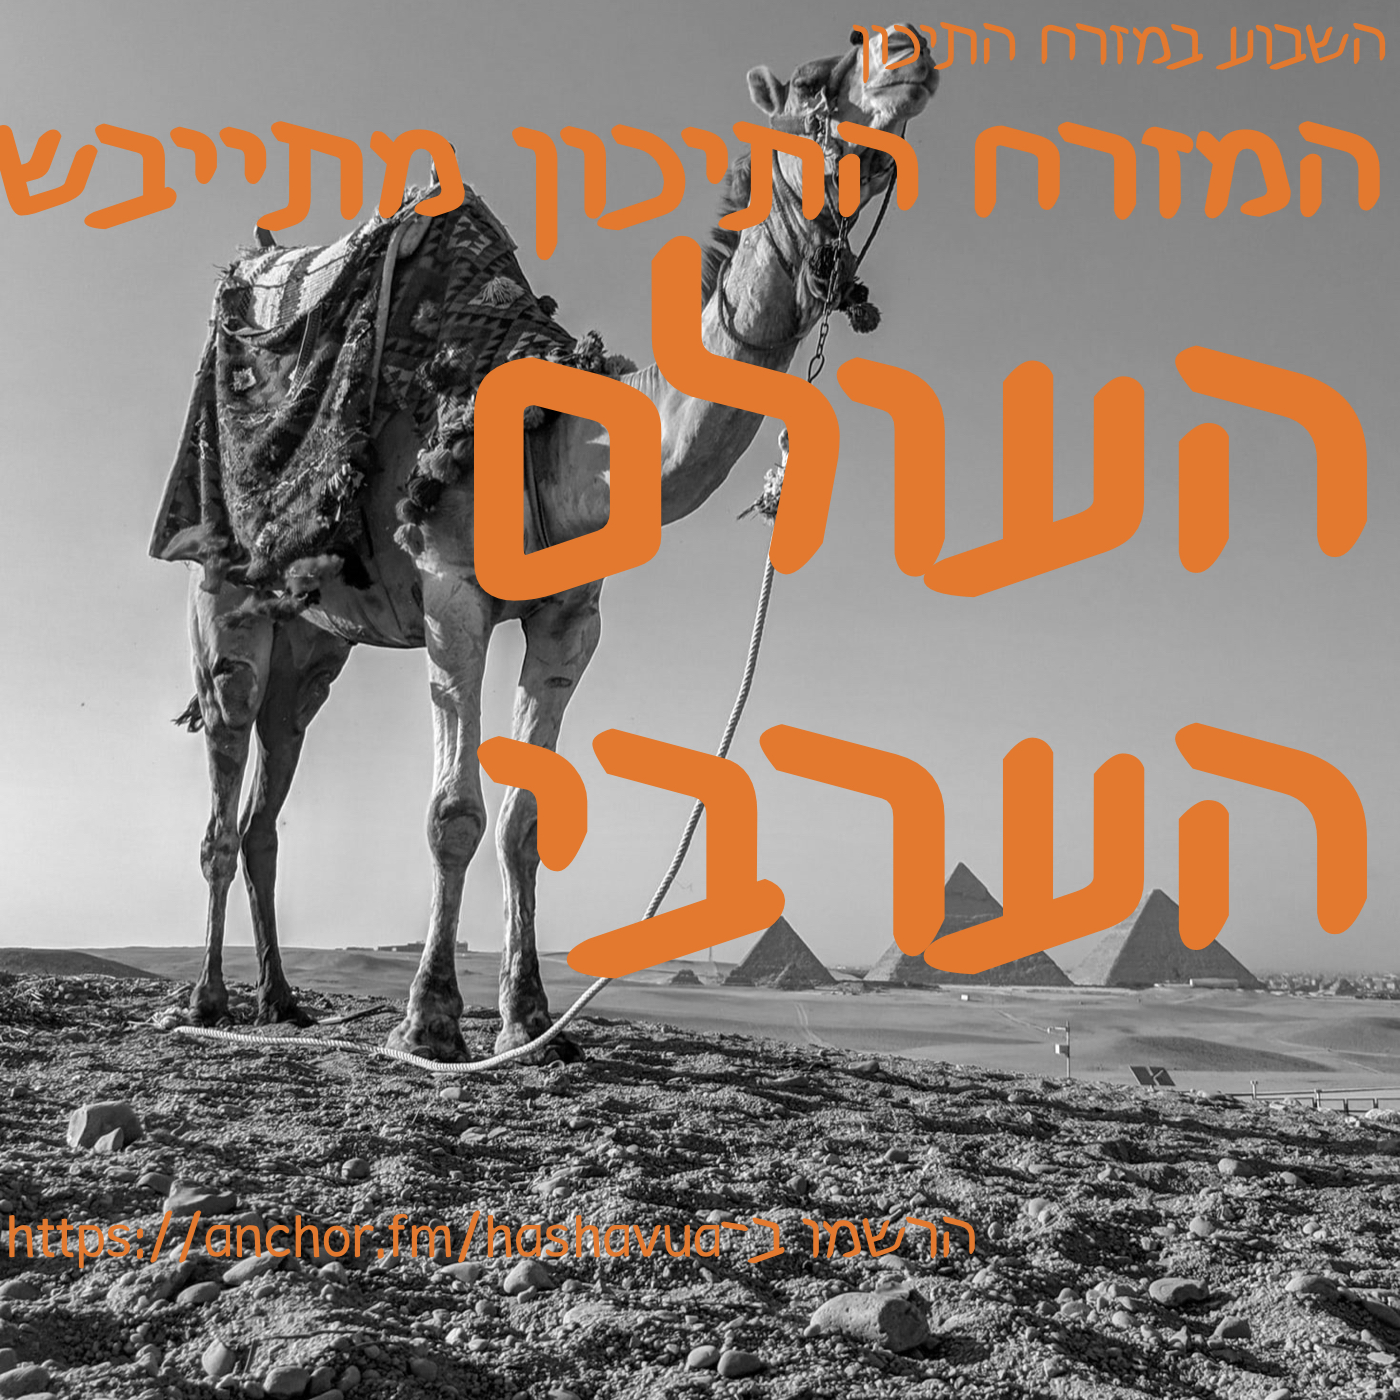 השבוע במזרח התיכון
המזרח התיכון מתייבש
העולם
הערבי
הרשמו ב-https://anchor.fm/hashavua